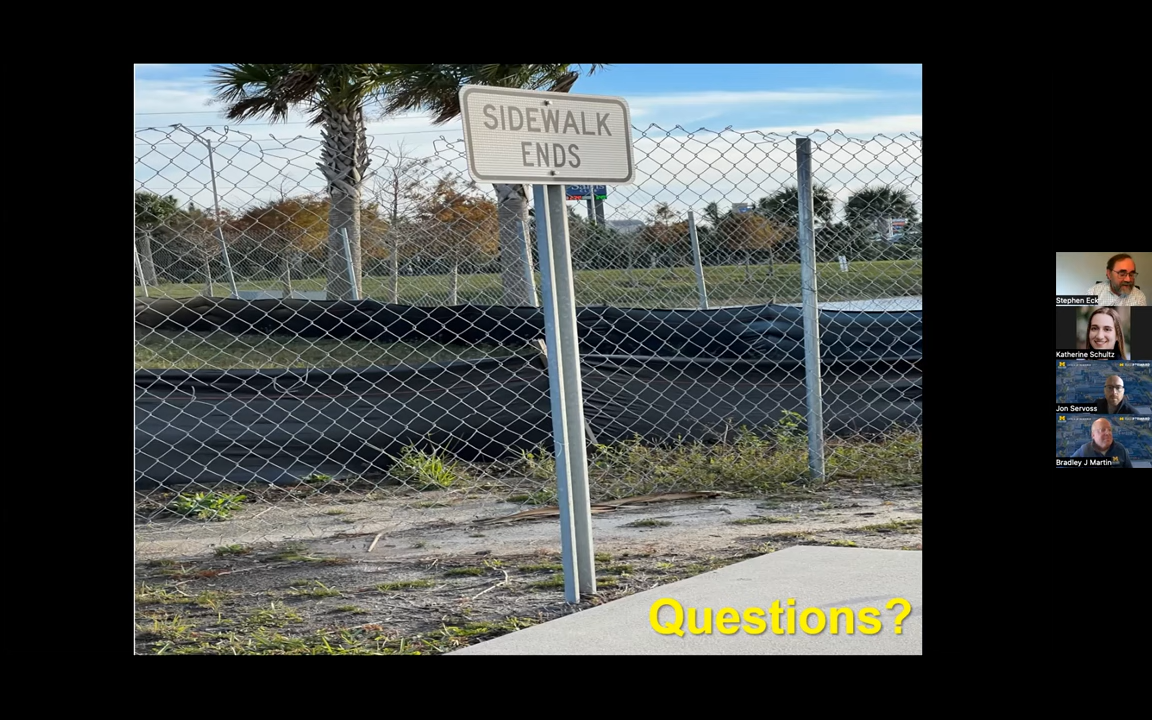 SIDEWALK
ENDS
Questions?
Stephen Eck
Katherine Schultz
Jon Servoss
Bradley J Martin